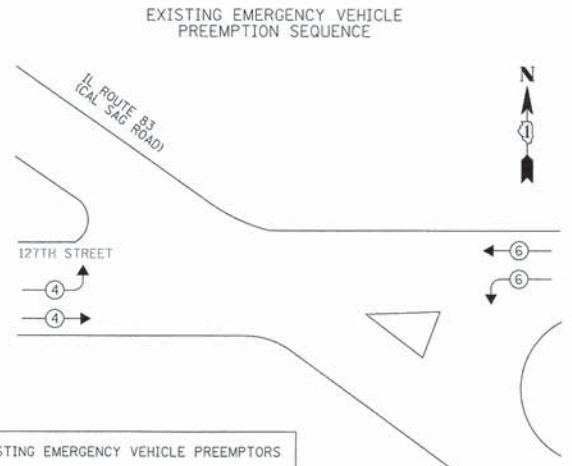 EXISTING EMERGENCY VEHICLE
PREEMPTION SEQUENCE
IL ROUTE 83
(CAL SAG ROAD)
N
1
127TH STREET
4
4
6
6
STING EMERGENCY VEHICLE PREEMPTORS